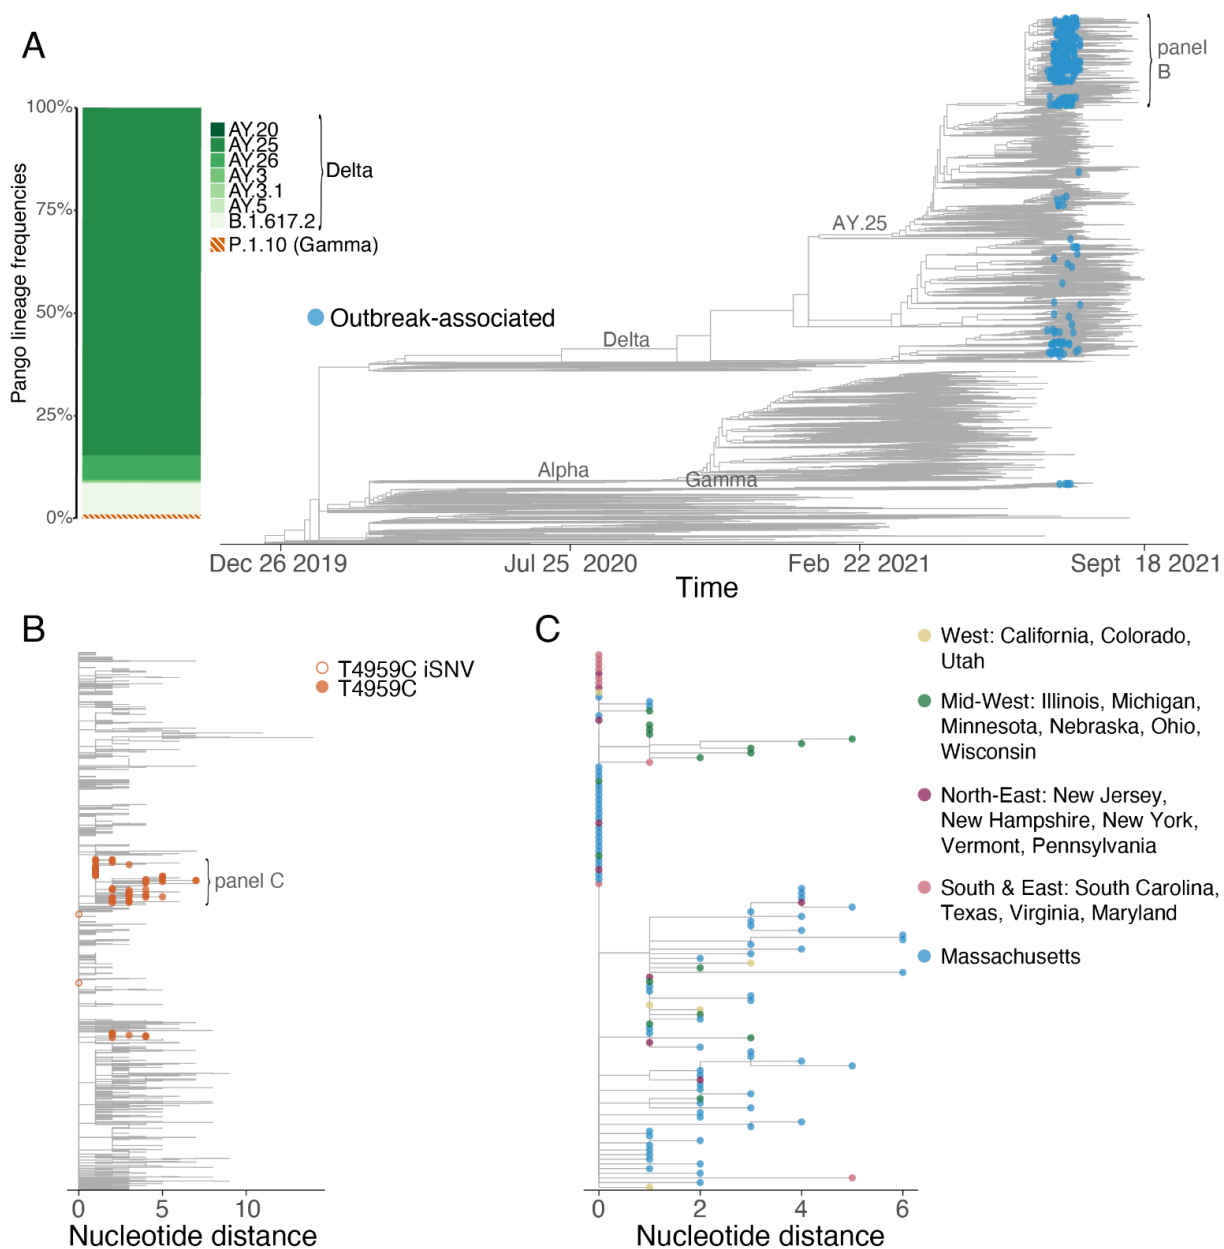 A
Pango lineage frequencies
100%
75%
50%
25%
0%
AY.20
AY.25
AY.26
AY.3
AY.3.1
AY.5
B.1.617.2
Delta
P.1.10 (Gamma)
Outbreak-associated
panel
B
AY.25
Delta
Alpha
Gamma
Dec 26 2019
Jul 25 2020
Feb 22 2021
Sept 18 2021
Time
B
T4959C iSNV
T4959C
panel C
0
5
10
Nucleotide distance
C
West: California, Colorado,
Utah
Mid-West: Illinois, Michigan,
Minnesota, Nebraska, Ohio,
Wisconsin
North-East: New Jersey,
New Hampshire, New York,
Vermont, Pennsylvania
South & East: South Carolina,
Texas, Virginia, Maryland
Massachusetts
0
2
4
6
Nucleotide distance